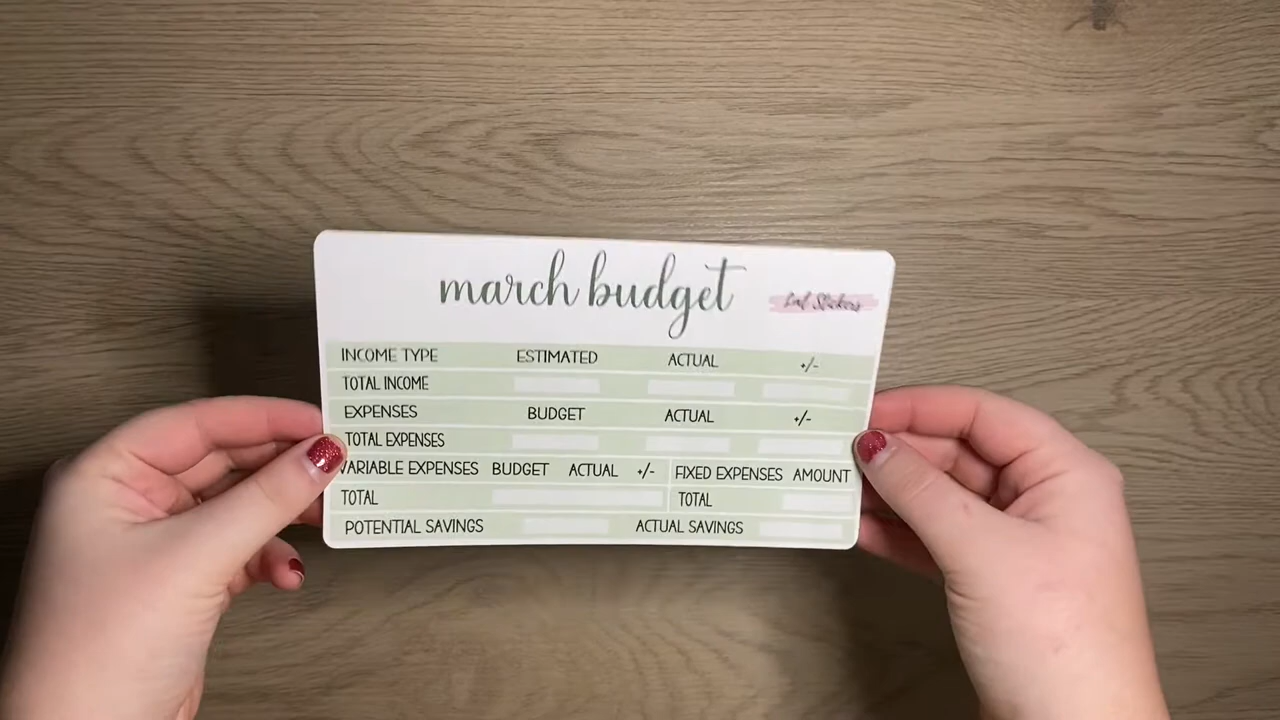 march budget
Stickers
INCOME TYPE ESTIMATED ACTUAL +/-
TOTAL INCOME
EXPENSES BUDGET ACTUAL +/-
TOTAL EXPENSES
VARIABLE EXPENSES BUDGET ACTUAL +/- FIXED EXPENSES AMOUNT
TOTAL TOTAL
POTENTIAL SAVINGS ACTUAL SAVINGS